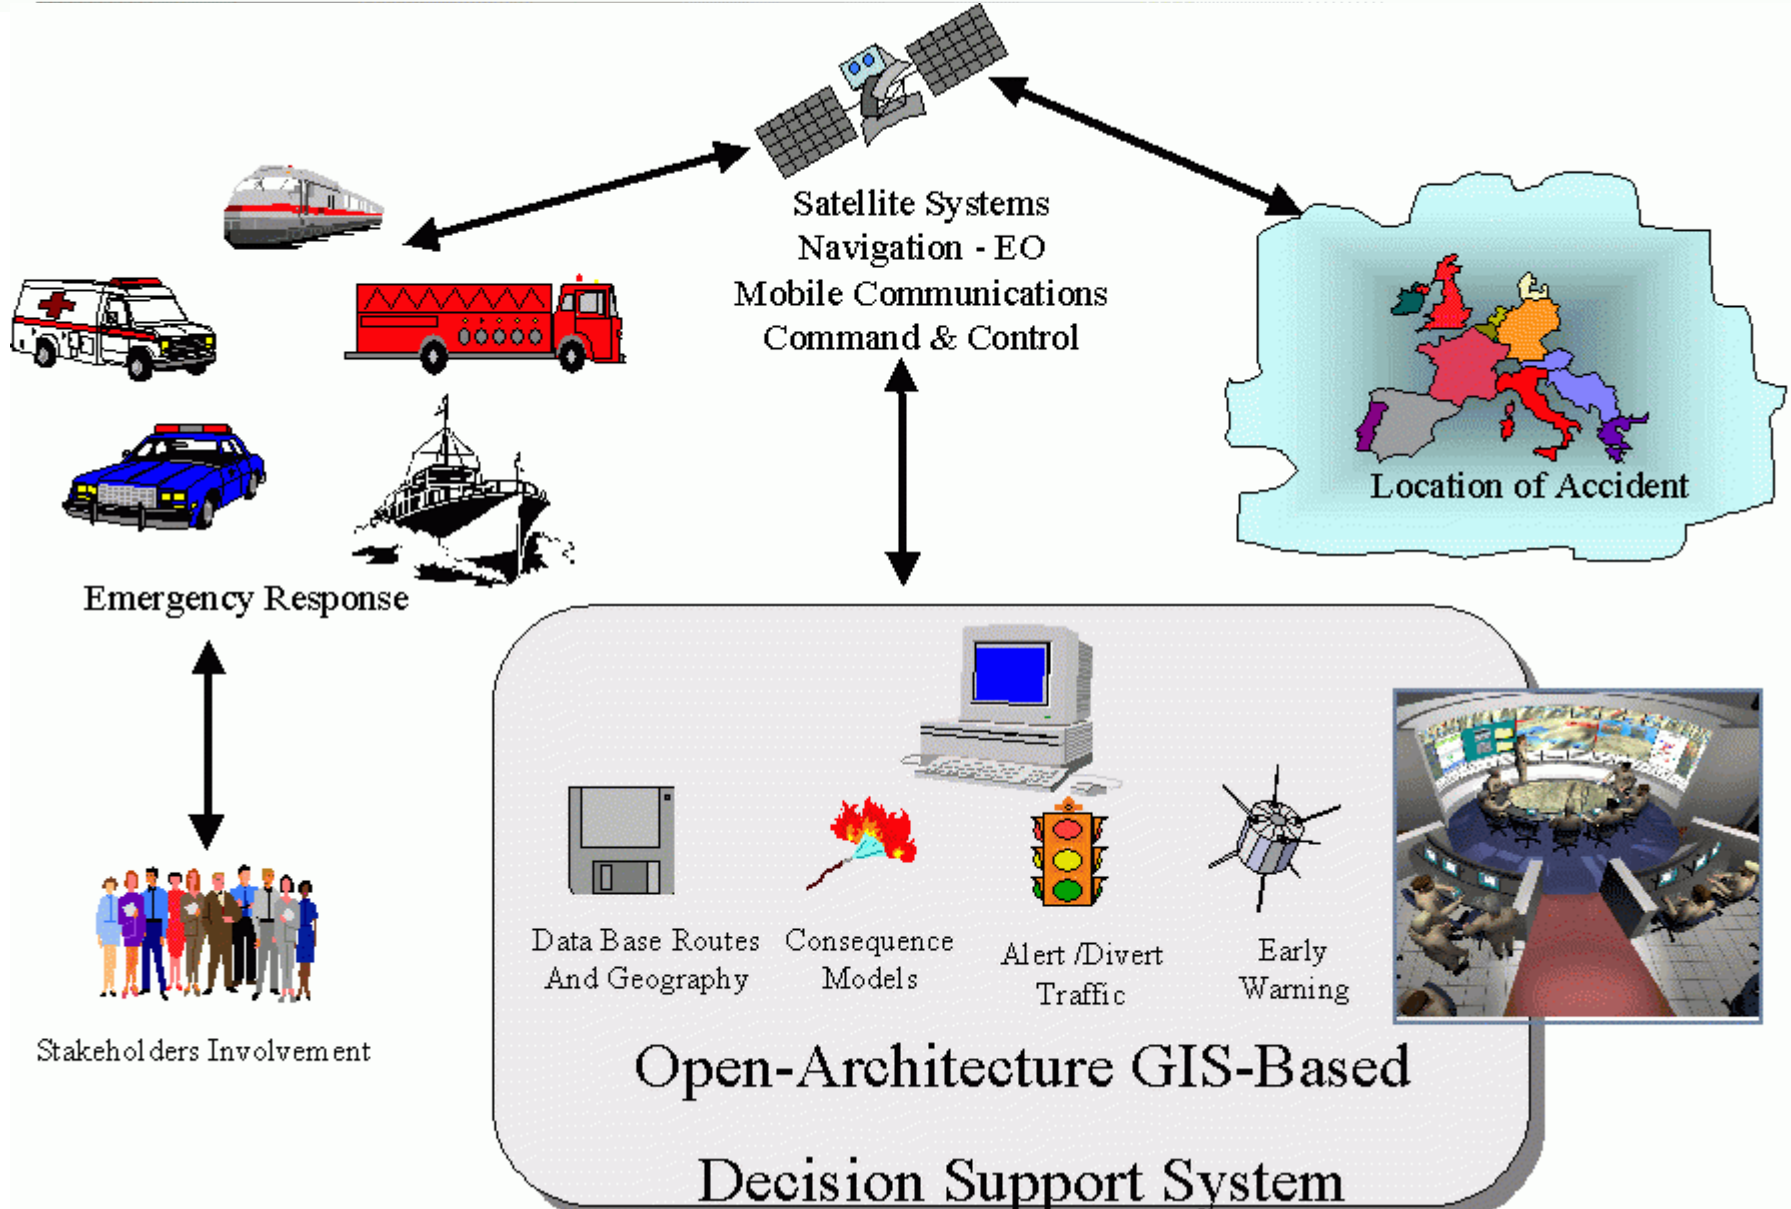 Satellite Systems
Navigation - EO
Mobile Communications
Command & Control
Location of Accident
Emergency Response
Stakeholders Involvement
Data Base Routes
And Geography
Consequence
Models
Alert /Divert
Traffic
Early
Warning
Open-Architecture GIS-Based
Decision Support System